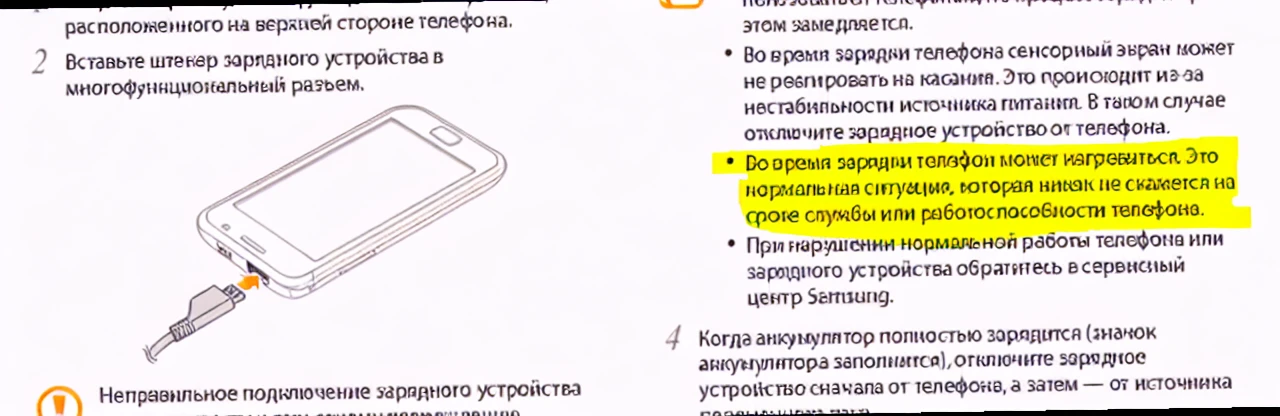 расположенного на верхней стороне телефона.
2 Вставьте штекер зарядного устройства в
многофункциональный разъем.
Неправильное подключение зарядного устройства
этом замедляется.
• Во время зарядки телефона сенсорный экран может
не реагировать на касания. Это происходит из-за
нестабильности источника питания. В таком случае
отключите зарядное устройство от телефона.
• Во время зарядки телефон может нагреваться. Это
нормальная ситуация, которая никак не скажется на
сроке службы или работоспособности телефона.
• При нарушении нормальной работы телефона или
зарядного устройства обратитесь в сервисный
центр Samsung.
4 Когда аккумулятор полностью зарядится (значок
аккумулятора заполнится), отключите зарядное
устройство сначала от телефона, а затем — от источника